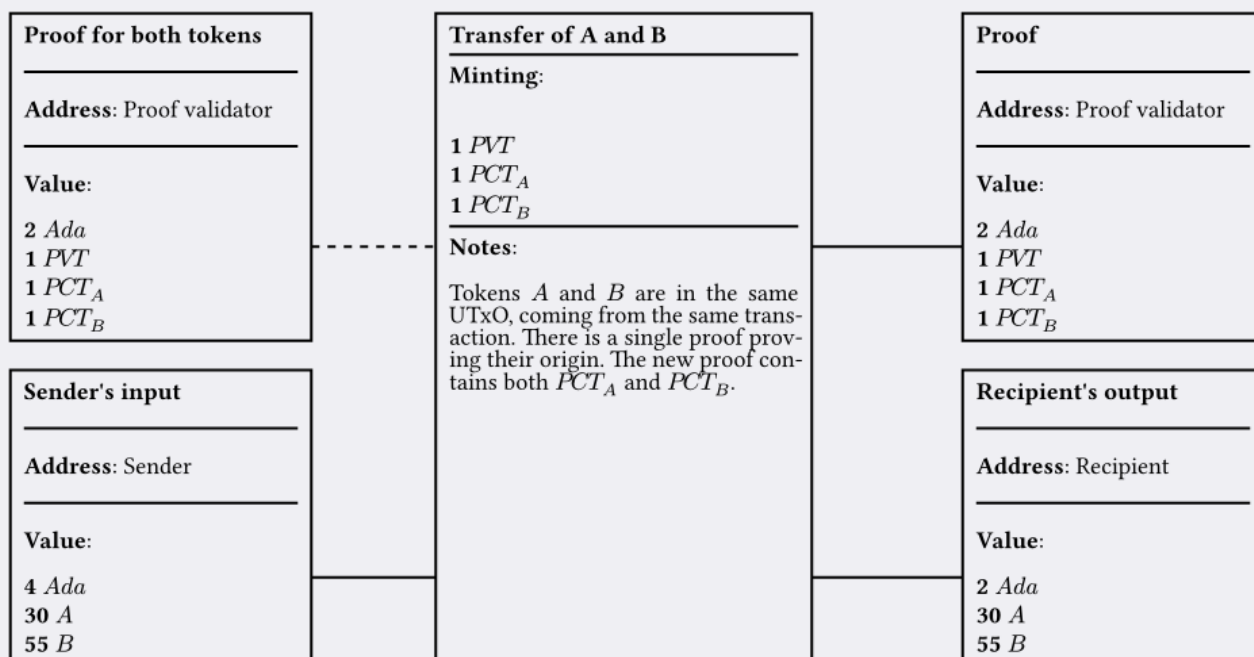 Proof for both tokens
Address: Proof validator
Value:
2 Ada
1 PVT
1 PCT_A
1 PCT_B
Sender's input
Address: Sender
Value:
4 Ada
30 A
55 B
Transfer of A and B
Minting:
1 PVT
1 PCT_A
1 PCT_B
Notes:
Tokens A and B are in the same
UTxO, coming from the same trans-
action. There is a single proof prov-
ing their origin. The new proof con-
tains both PCT_A and PCT_B.
Proof
Address: Proof validator
Value:
2 Ada
1 PVT
1 PCT_A
1 PCT_B
Recipient's output
Address: Recipient
Value:
2 Ada
30 A
55 B